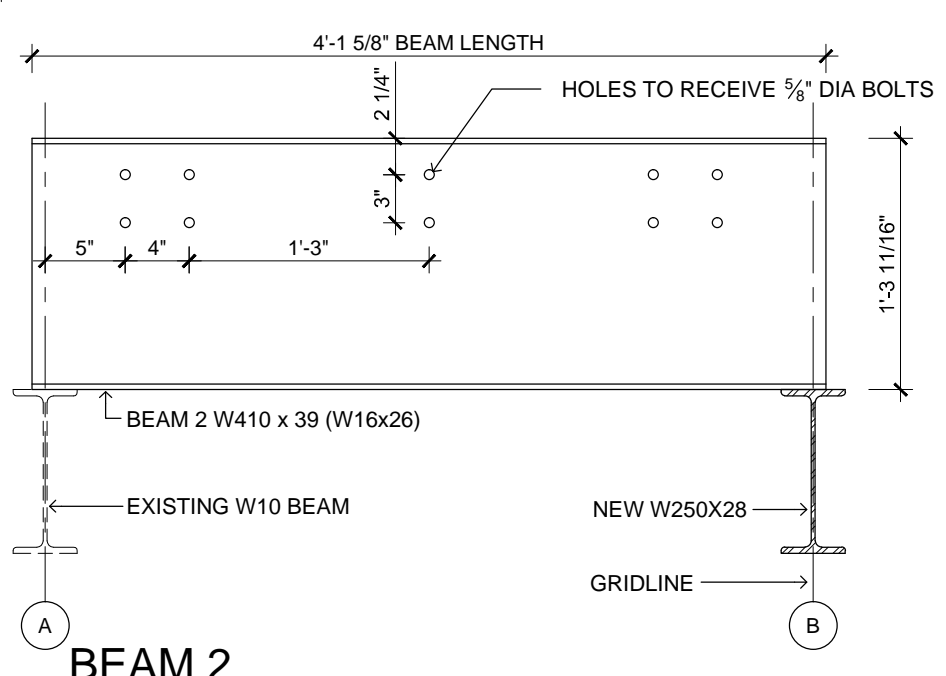 4'-1 5/8" BEAM LENGTH
2 1/4"
HOLES TO RECEIVE ⅝" DIA BOLTS
3"
5"
4"
1'-3"
1'-3 11/16"
BEAM 2 W410 x 39 (W16x26)
EXISTING W10 BEAM
NEW W250X28
GRIDLINE
A
B
BEAM 2